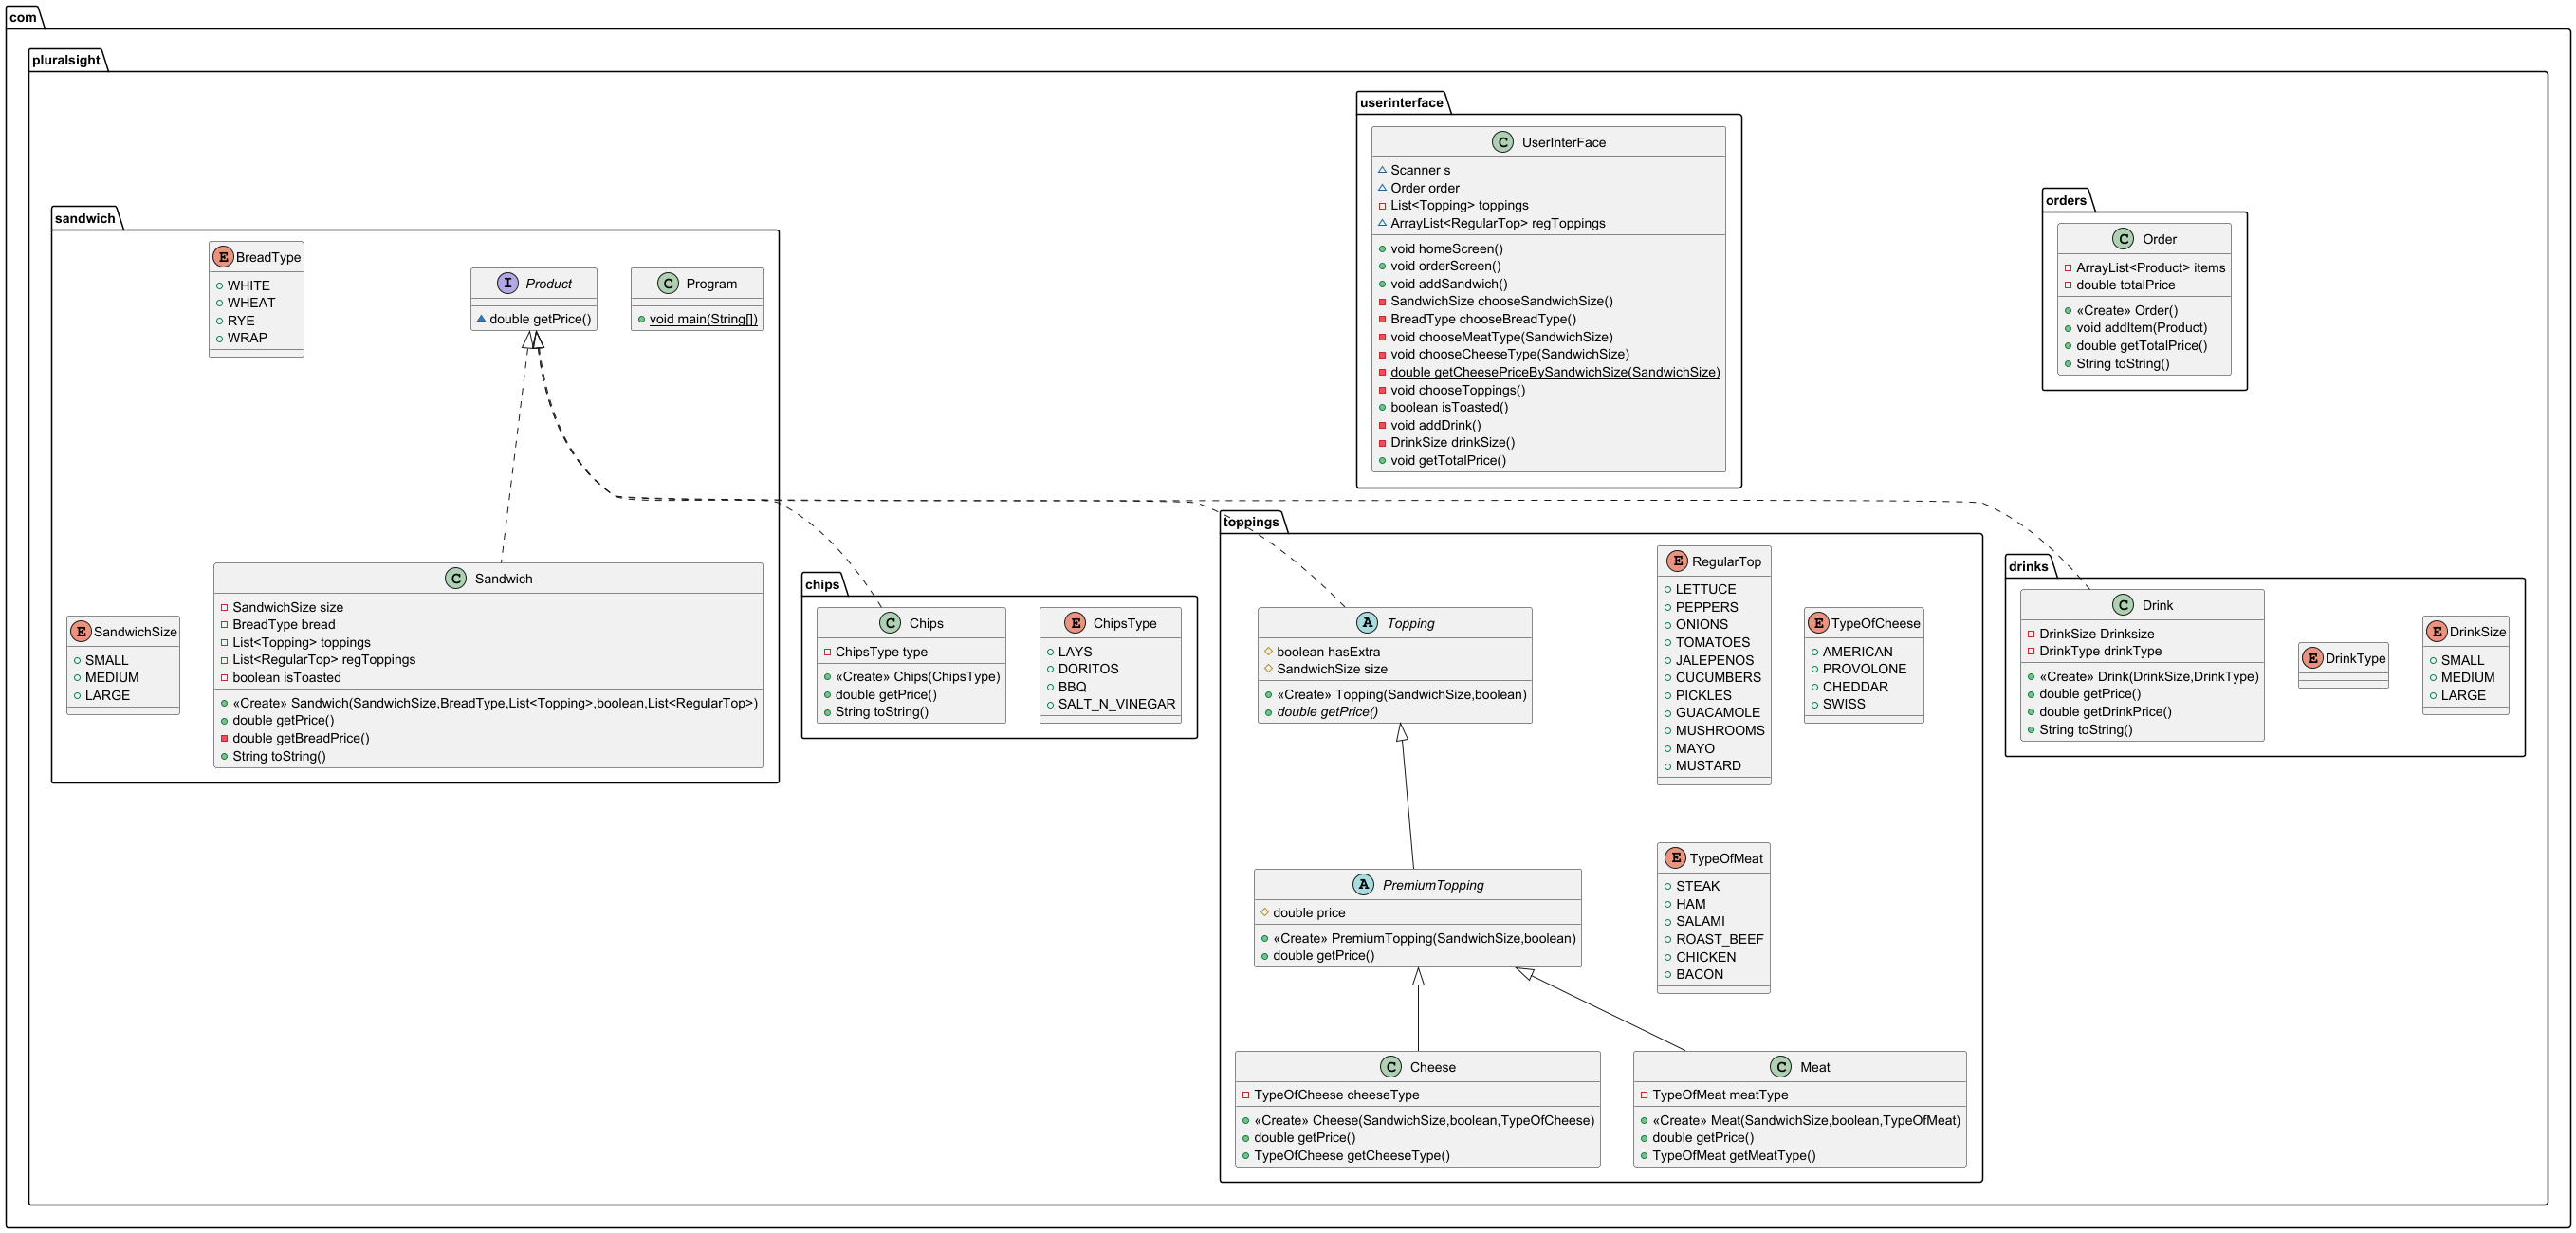 com
pluralsight
userinterface
C UserInterFace
Scanner s
Order order
List<Topping> toppings
ArrayList<RegularTop> regToppings
void homeScreen()
void orderScreen()
void addSandwich()
SandwichSize chooseSandwichSize()
BreadType chooseBreadType()
void chooseMeatType(SandwichSize)
void chooseCheeseType(SandwichSize)
double getCheesePriceBySandwichSize(SandwichSize)
void chooseToppings()
boolean isToasted()
void addDrink()
DrinkSize drinkSize()
void getTotalPrice()
orders
C Order
ArrayList<Product> items
double totalPrice
«Create» Order()
void addItem(Product)
double getTotalPrice()
String toString()
sandwich
E BreadType
WHITE
WHEAT
RYE
WRAP
I Product
double getPrice()
C Program
void main(String[])
E SandwichSize
SMALL
MEDIUM
LARGE
C Sandwich
SandwichSize size
BreadType bread
List<Topping> toppings
List<RegularTop> regToppings
boolean isToasted
«Create» Sandwich(SandwichSize,BreadType,List<Topping>,boolean,List<RegularTop>)
double getPrice()
double getBreadPrice()
String toString()
chips
C Chips
ChipsType type
«Create» Chips(ChipsType)
double getPrice()
String toString()
E ChipsType
LAYS
DORITOS
BBQ
SALT_N_VINEGAR
toppings
A Topping
boolean hasExtra
SandwichSize size
«Create» Topping(SandwichSize,boolean)
double getPrice()
E RegularTop
LETTUCE
PEPPERS
ONIONS
TOMATOES
JALEPENOS
CUCUMBERS
PICKLES
GUACAMOLE
MUSHROOMS
MAYO
MUSTARD
E TypeOfCheese
AMERICAN
PROVOLONE
CHEDDAR
SWISS
A PremiumTopping
double price
«Create» PremiumTopping(SandwichSize,boolean)
double getPrice()
E TypeOfMeat
STEAK
HAM
SALAMI
ROAST_BEEF
CHICKEN
BACON
C Cheese
TypeOfCheese cheeseType
«Create» Cheese(SandwichSize,boolean,TypeOfCheese)
double getPrice()
TypeOfCheese getCheeseType()
C Meat
TypeOfMeat meatType
«Create» Meat(SandwichSize,boolean,TypeOfMeat)
double getPrice()
TypeOfMeat getMeatType()
drinks
C Drink
DrinkSize Drinksize
DrinkType drinkType
«Create» Drink(DrinkSize,DrinkType)
double getPrice()
double getDrinkPrice()
String toString()
E DrinkType
E DrinkSize
SMALL
MEDIUM
LARGE